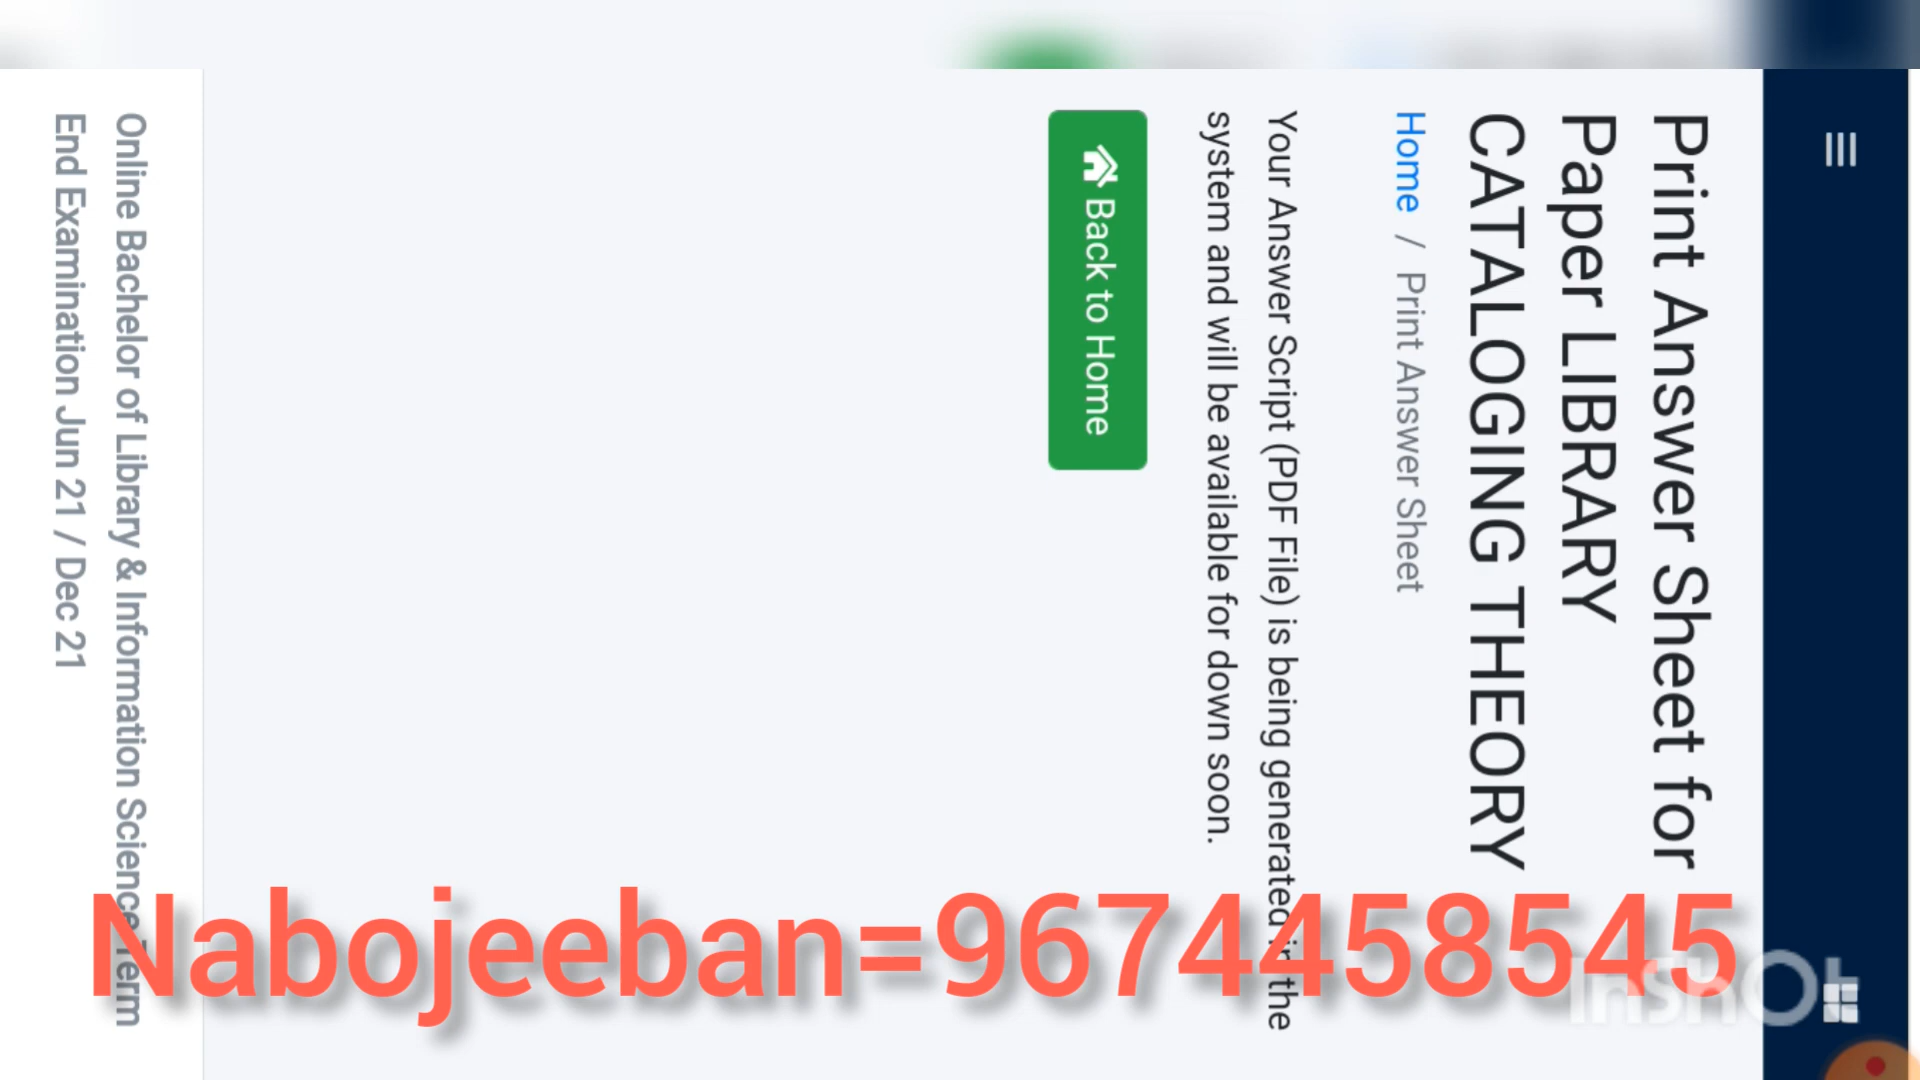 Print Answer Sheet for
Paper LIBRARY
CATALOGING THEORY
Home / Print Answer Sheet
Your Answer Script (PDF File) is being generated in the
system and will be available for down soon.
Back to Home
Online Bachelor of Library & Information Science Term
End Examination Jun 21 / Dec 21
Nabojeeban=9674458545
InShOt